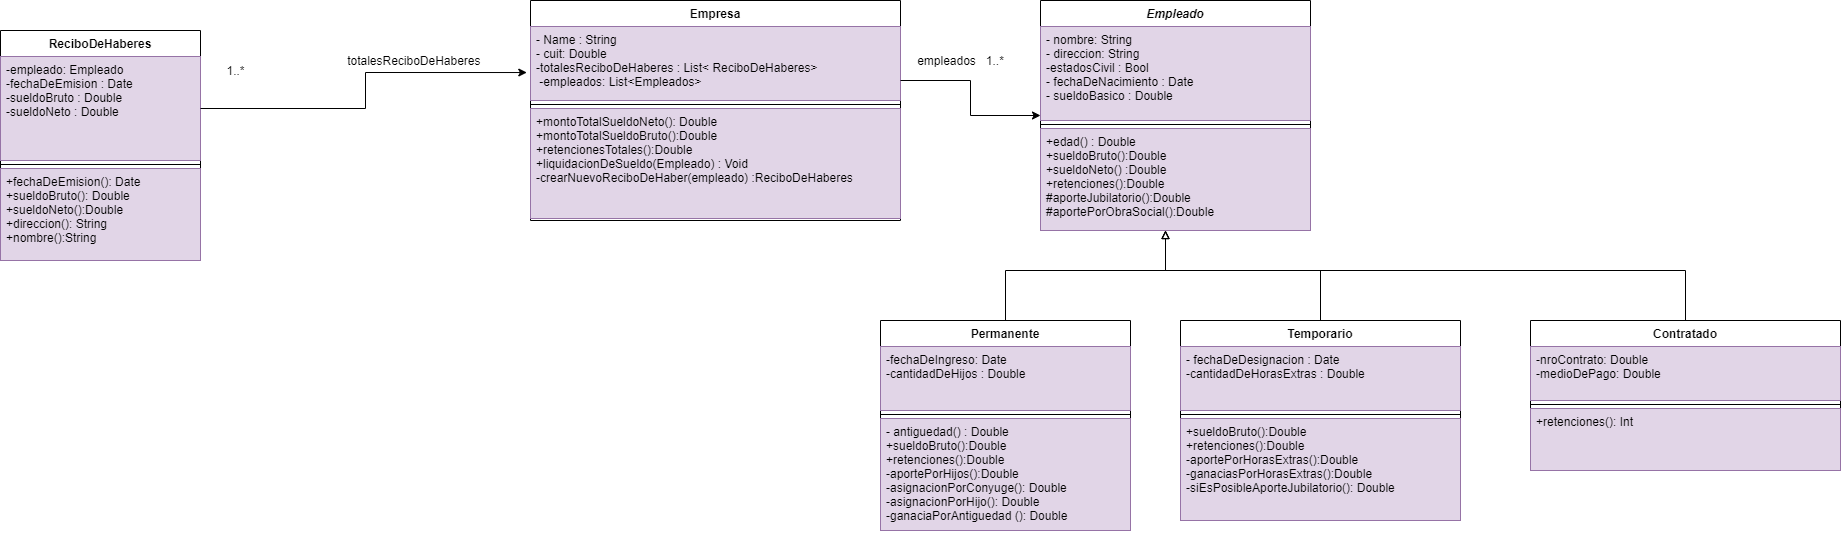 ReciboDeHaberes
-empleado: Empleado
-fechaDeEmision : Date
-sueldoBruto : Double
-sueldoNeto : Double
+fechaDeEmision(): Date
+sueldoBruto(): Double
+sueldoNeto():Double
+direccion(): String
+nombre():String
1..*
totalesReciboDeHaberes
Empresa
- Name : String
- cuit: Double
-totalesReciboDeHaberes : List< ReciboDeHaberes>
-empleados: List<Empleados>
+montoTotalSueldoNeto(): Double
+montoTotalSueldoBruto():Double
+retencionesTotales():Double
+liquidacionDeSueldo(Empleado) : Void
-crearNuevoReciboDeHaber(empleado) :ReciboDeHaberes
empleados 1..*
Empleado
- nombre: String
- direccion: String
-estadosCivil : Bool
- fechaDeNacimiento : Date
- sueldoBasico : Double
+edad() : Double
+sueldoBruto():Double
+sueldoNeto() :Double
+retenciones():Double
#aporteJubilatorio():Double
#aportePorObraSocial():Double
Permanente
-fechaDeIngreso: Date
-cantidadDeHijos : Double
- antiguedad() : Double
+sueldoBruto():Double
+retenciones():Double
-aportePorHijos():Double
-asignacionPorConyuge(): Double
-asignacionPorHijo(): Double
-ganaciaPorAntiguedad (): Double
Temporario
- fechaDeDesignacion : Date
-cantidadDeHorasExtras : Double
+sueldoBruto():Double
+retenciones():Double
-aportePorHorasExtras():Double
-ganaciasPorHorasExtras():Double
-siEsPosibleAporteJubilatorio(): Double
Contratado
-nroContrato: Double
-medioDePago: Double
+retenciones(): Int